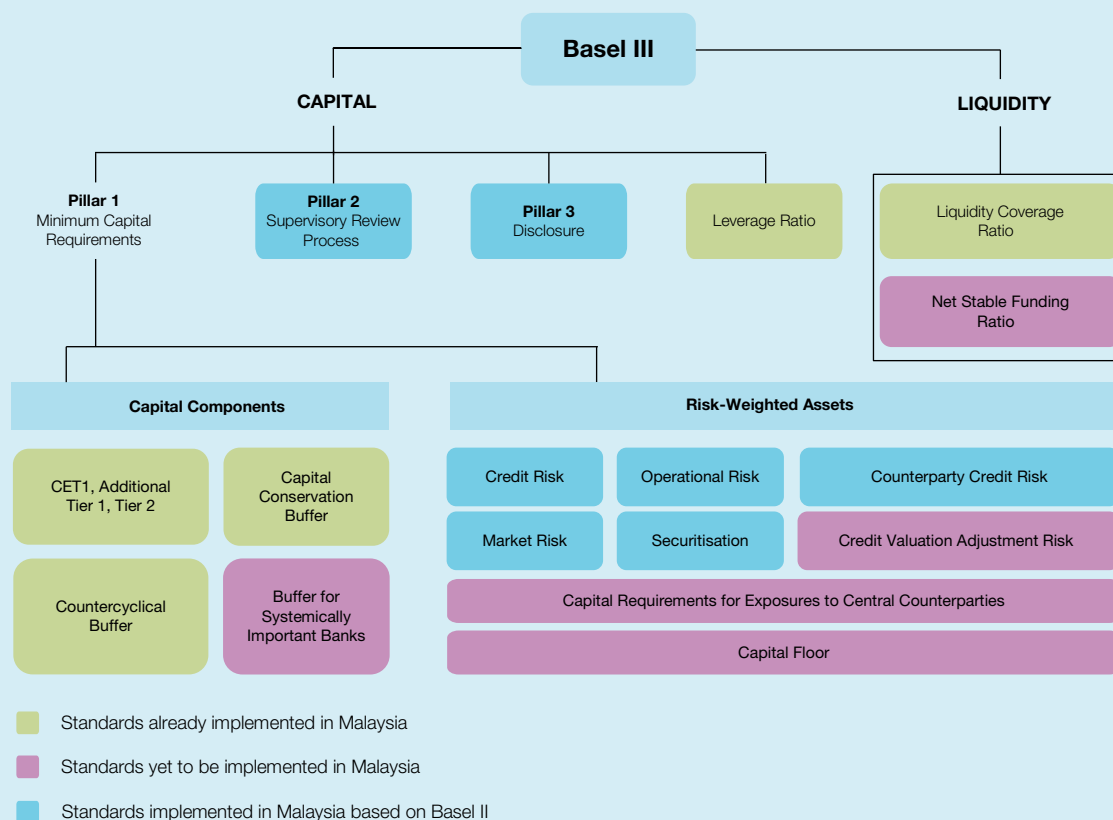 Basel III
CAPITAL
LIQUIDITY
Pillar 1
Minimum Capital
Requirements
Pillar 2
Supervisory Review
Process
Pillar 3
Disclosure
Leverage Ratio
Liquidity Coverage
Ratio
Net Stable Funding
Ratio
Capital Components
CET1, Additional
Tier 1, Tier 2
Capital
Conservation
Buffer
Countercyclical
Buffer
Buffer for
Systemically
Important Banks
Risk-Weighted Assets
Credit Risk
Operational Risk
Counterparty Credit Risk
Market Risk
Securitisation
Credit Valuation Adjustment Risk
Capital Requirements for Exposures to Central Counterparties
Capital Floor
Standards already implemented in Malaysia
Standards yet to be implemented in Malaysia
Standards implemented in Malaysia based on Basel II